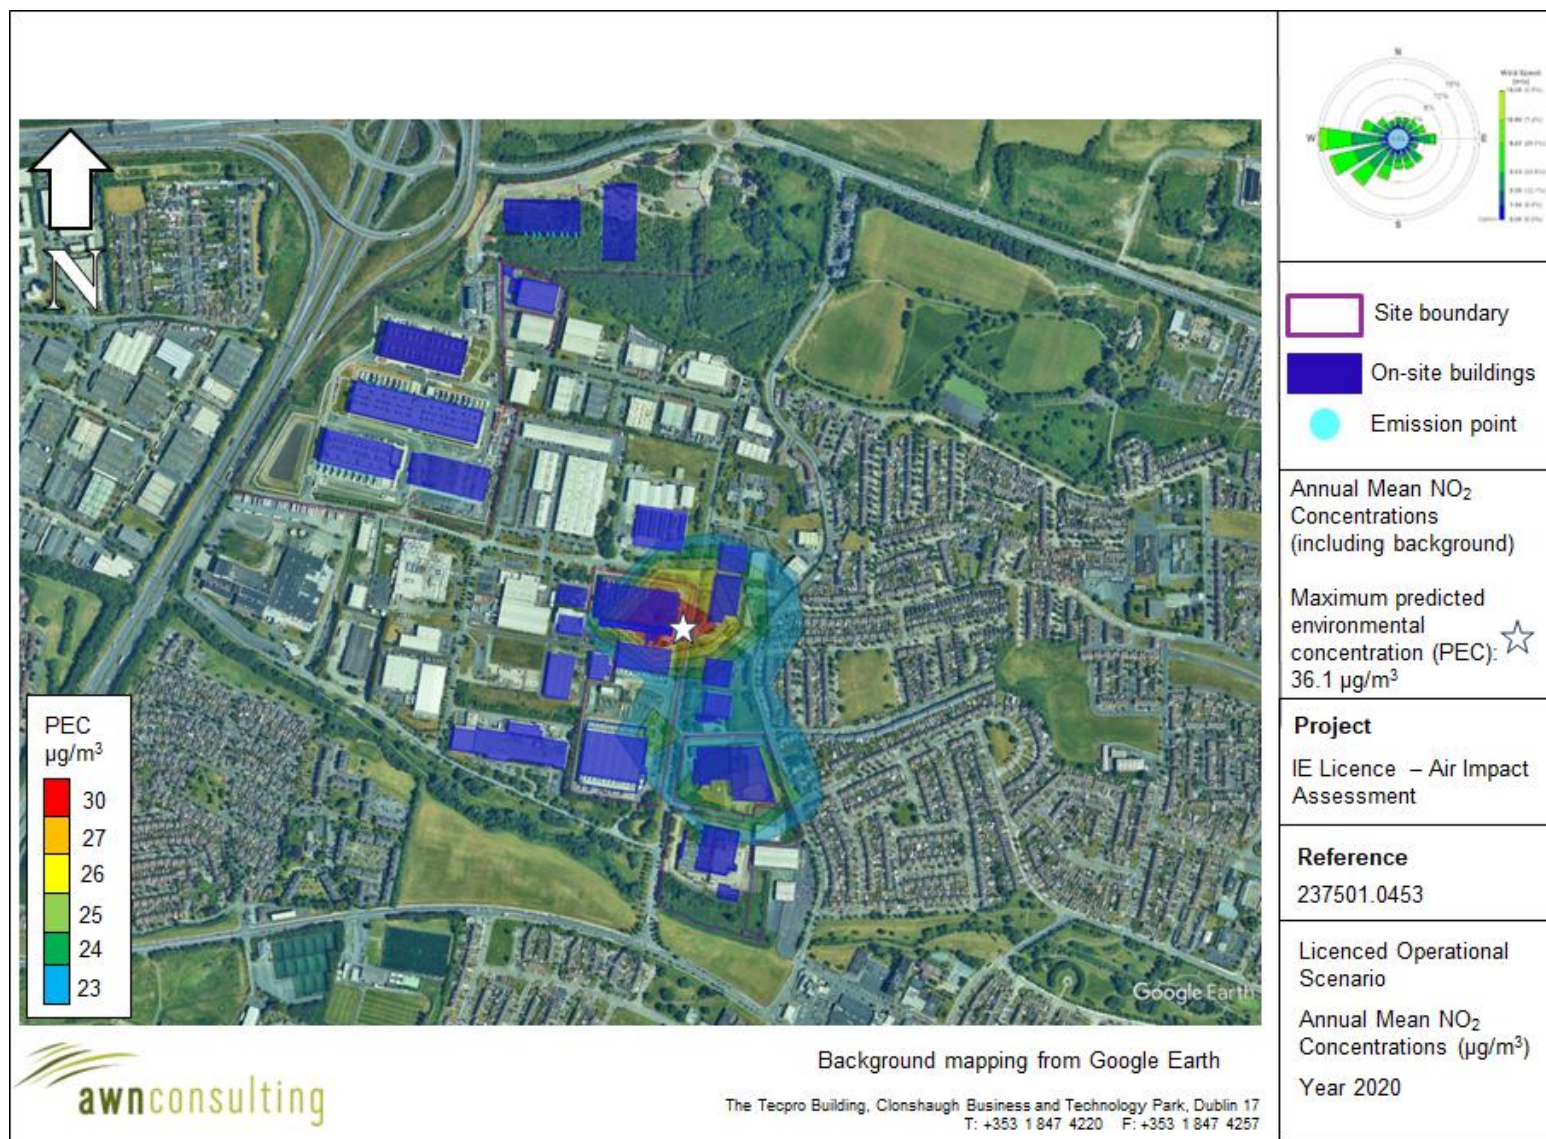 N
N
W
E
S
Wind Speed
Site boundary
On-site buildings
Emission point
Annual Mean NO₂
Concentrations
(including background)
Maximum predicted
environmental
concentration (PEC):
36.1 µg/m³
Project
IE Licence – Air Impact
Assessment
Reference
237501.0453
Licenced Operational
Scenario
Annual Mean NO₂
Concentrations (µg/m³)
Year 2020
PEC
µg/m³
30
27
26
25
24
23
Google Earth
awnconsulting
Background mapping from Google Earth
The Tecpro Building, Clonshaugh Business and Technology Park, Dublin 17
T: +353 1 847 4220 F: +353 1 847 4257